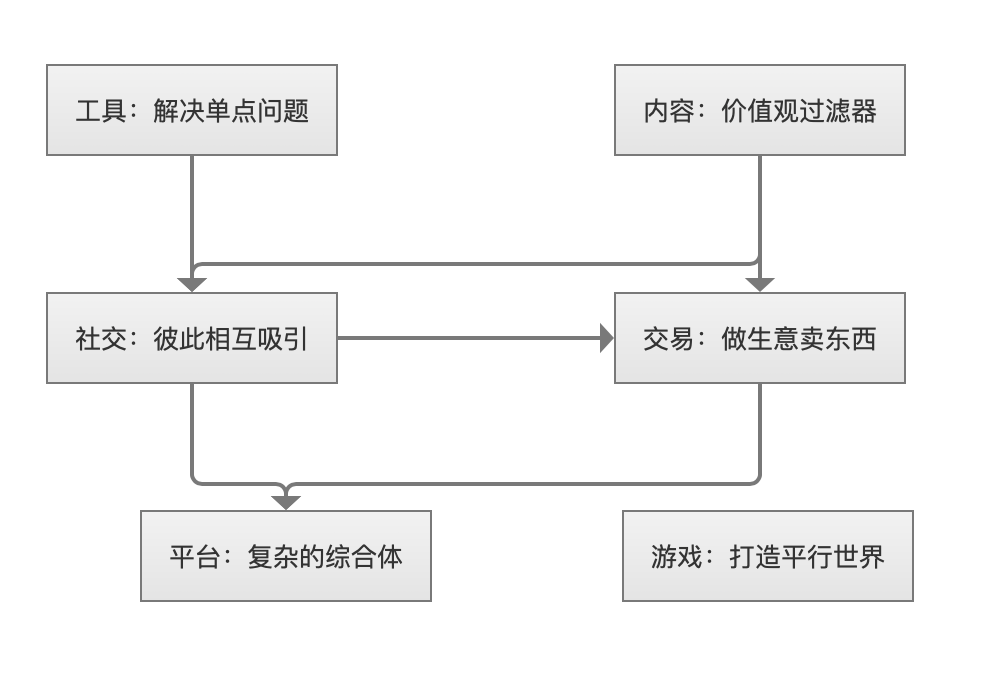 工具：解决单点问题
内容：价值观过滤器
社交：彼此相互吸引
交易：做生意卖东西
平台：复杂的综合体
游戏：打造平行世界